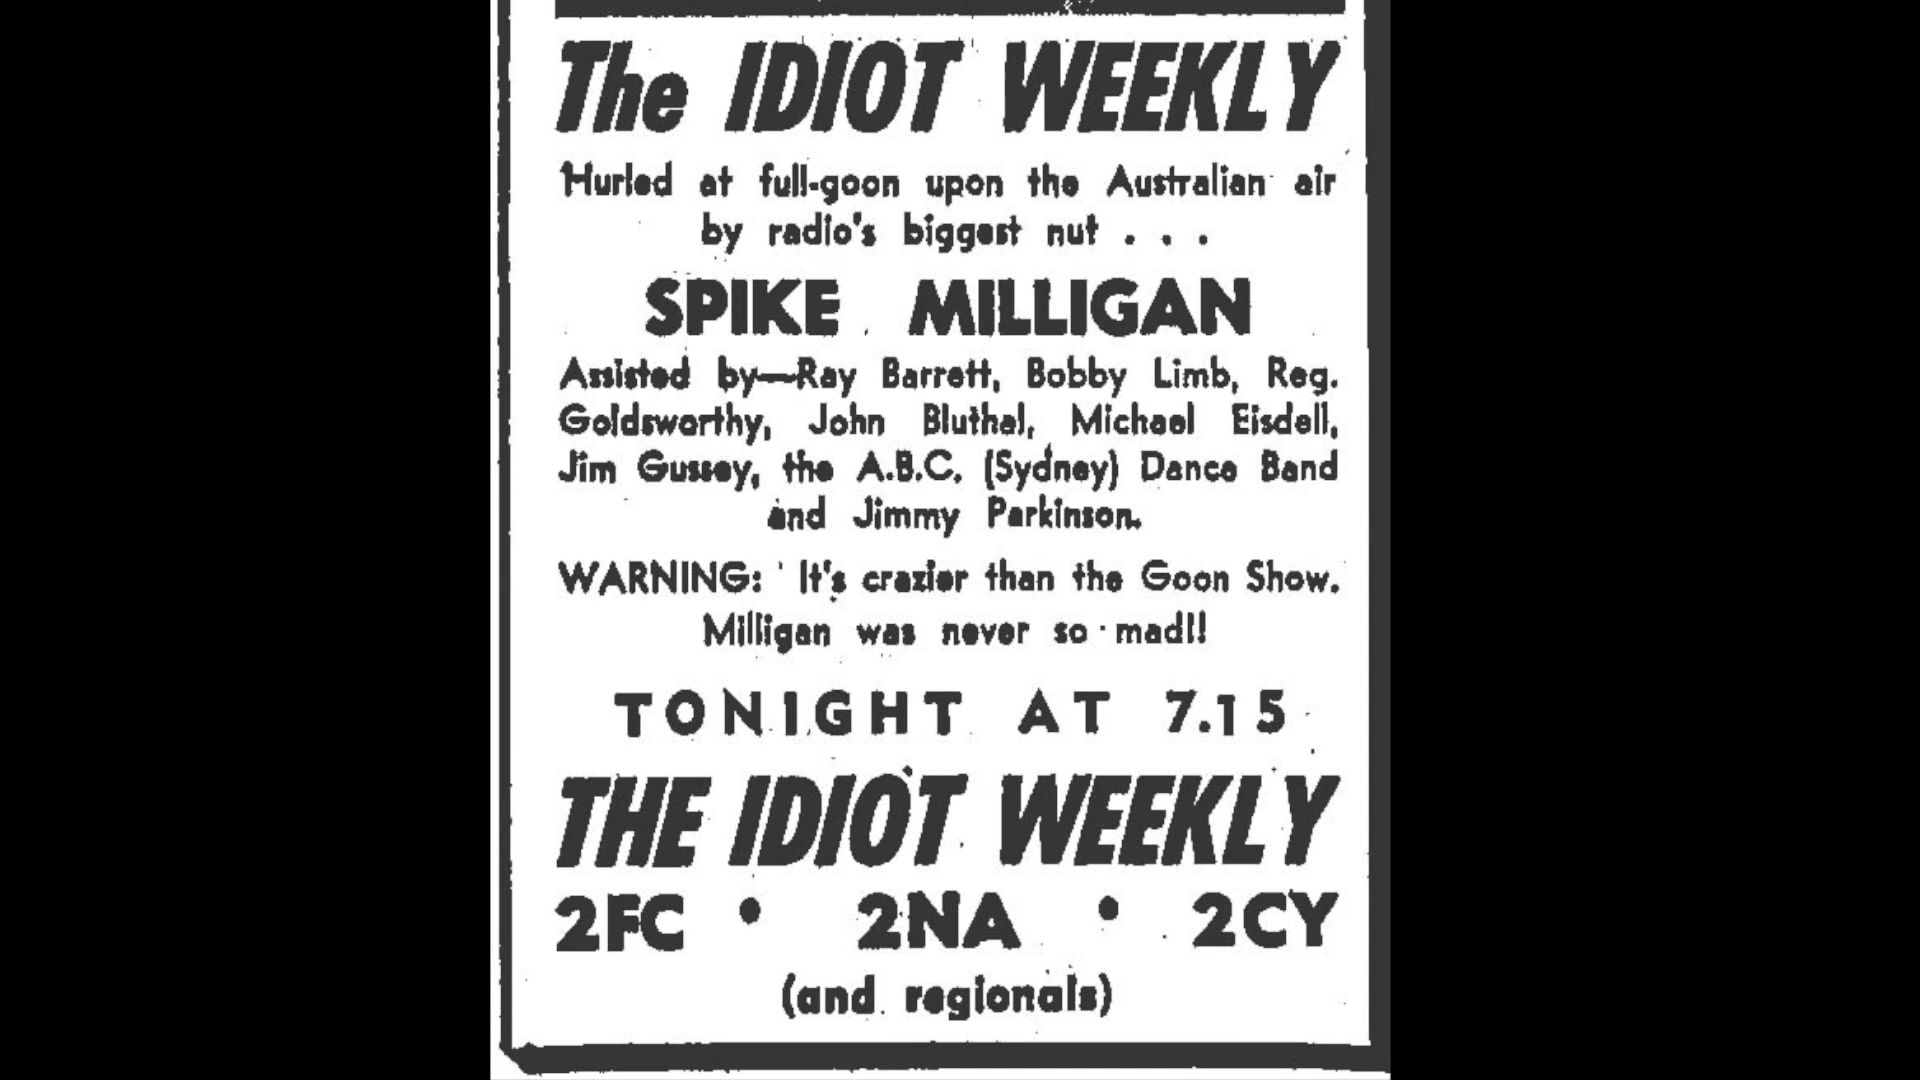 The IDIOT WEEKLY
Hurled at full-goon upon the Australian air
by radio's biggest nut . . .
SPIKE MILLIGAN
Assisted by—Ray Barrett, Bobby Limb, Reg.
Goldsworthy, John Bluthal, Michael Eisdell,
Jim Gussey, the A.B.C. (Sydney) Dance Band
and Jimmy Parkinson.
WARNING: It's crazier than the Goon Show.
Milligan was never so mad!!
TONIGHT AT 7.15
THE IDIOT WEEKLY
2FC • 2NA • 2CY
(and regionals)